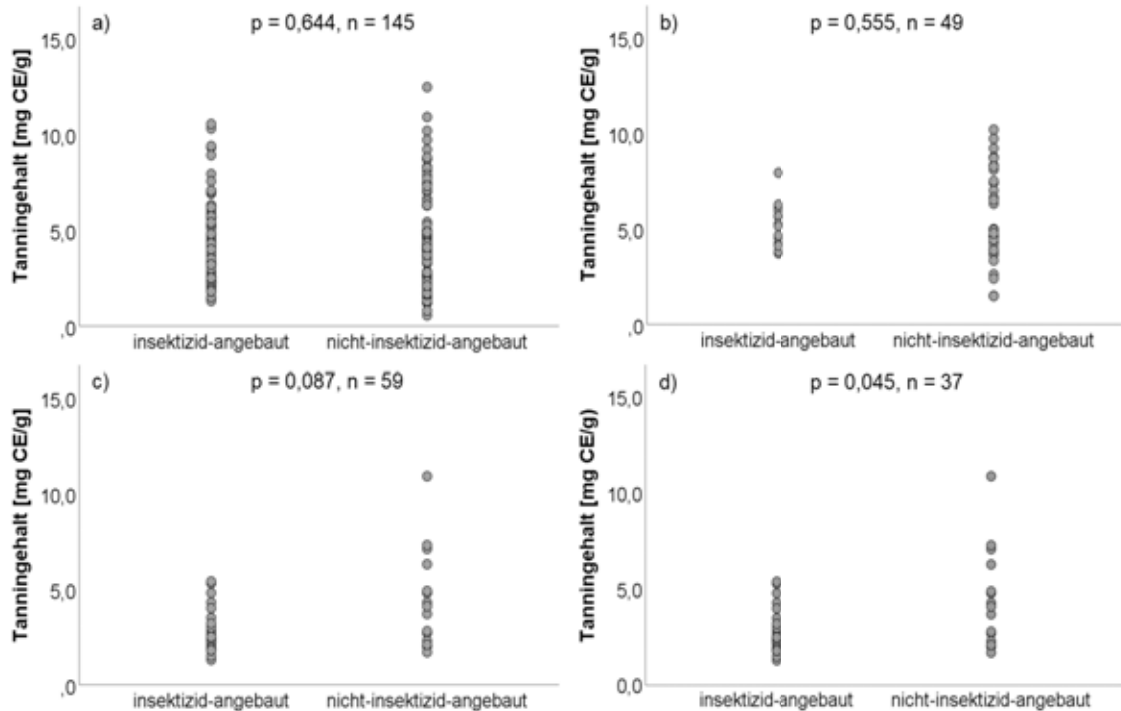 a)
p = 0,644, n = 145
Tanningehalt [mg CE/g]
15,0
10,0
5,0
,0
insektizid-angebaut
nicht-insektizid-angebaut
b)
p = 0,555, n = 49
Tanningehalt [mg CE/g]
15,0
10,0
5,0
,0
insektizid-angebaut
nicht-insektizid-angebaut
c)
p = 0,087, n = 59
Tanningehalt [mg CE/g]
15,0
10,0
5,0
,0
insektizid-angebaut
nicht-insektizid-angebaut
d)
p = 0,045, n = 37
Tanningehalt [mg CE/g)
15,0
10,0
5,0
0,0
insektizid-angebaut
nicht-insektizid-angebaut